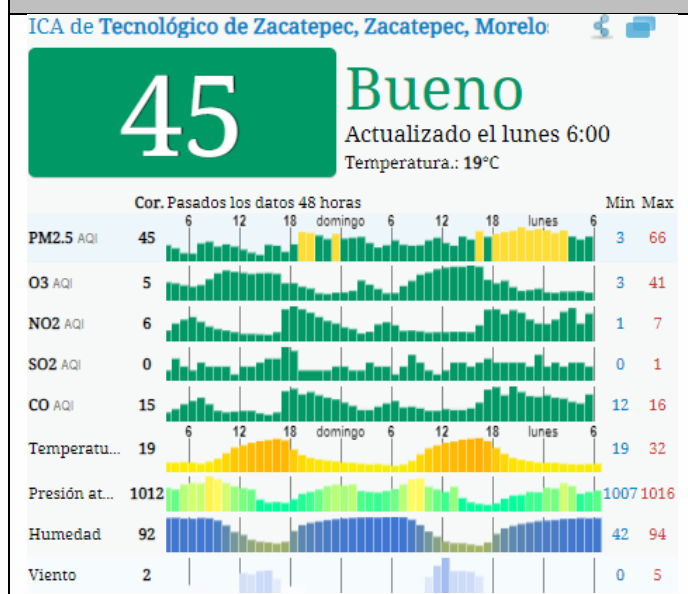 ICA de Tecnológico de Zacatepec, Zacatepec, Morelo
45
Bueno
Actualizado el lunes 6:00
Temperatura.: 19°C
Cor. Pasados los datos 48 horas Min Max
6 12 18 domingo 6 12 18 lunes 6
PM2.5 AQI 45 3 66
O3 AQI 5 3 41
NO2 AQI 6 1 7
SO2 AQI 0 0 1
CO AQI 15 12 16
6 12 18 domingo 6 12 18 lunes 6
Temperatu... 19 19 32
Presión at... 1012 1007 1016
Humedad 92 42 94
Viento 2 0 5